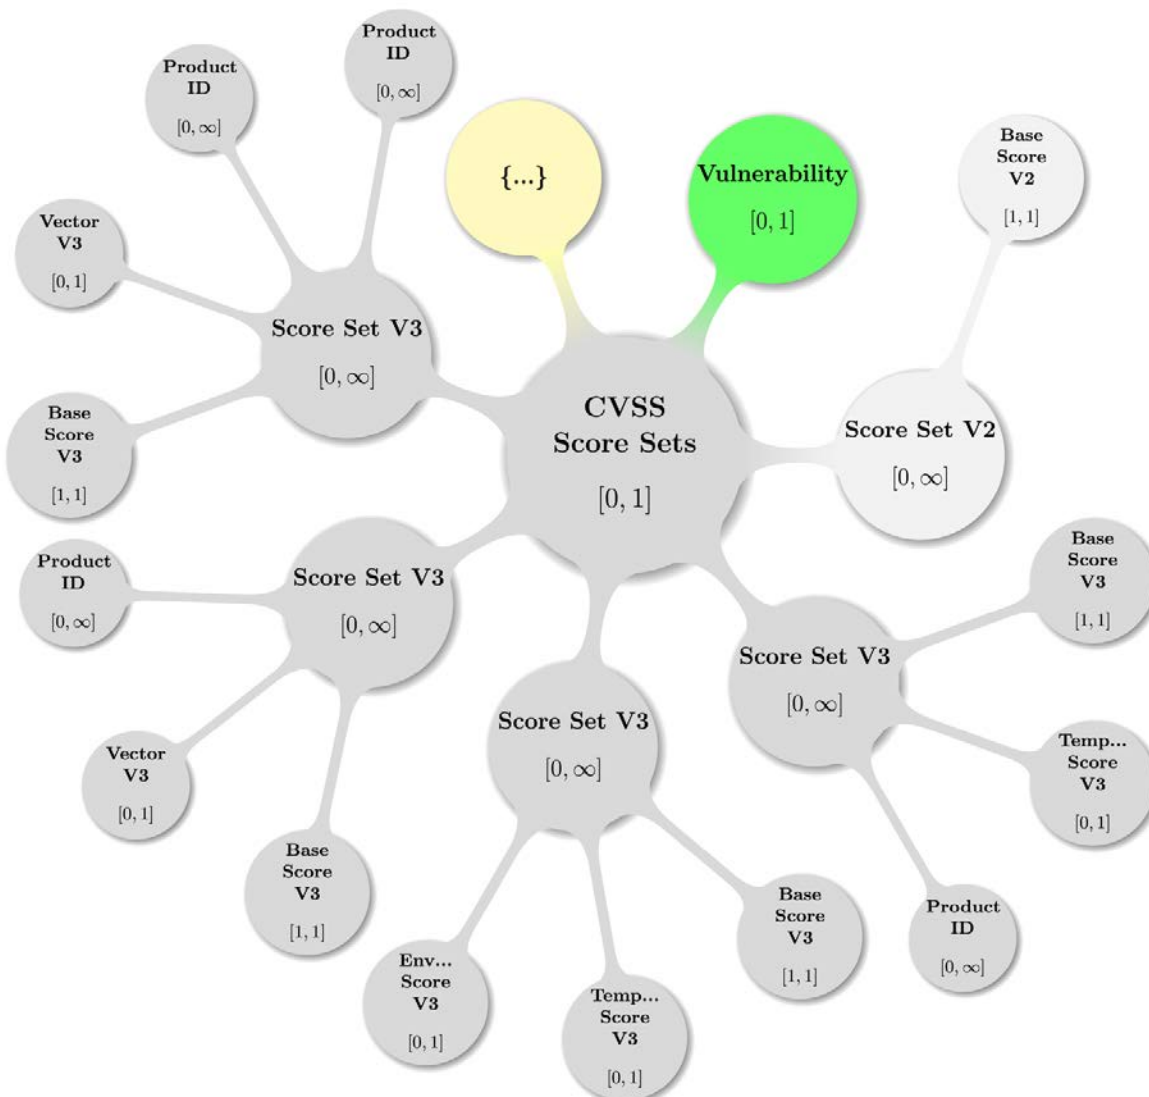 Product
ID
[0, ∞]
Product
ID
[0, ∞]
{...}
Vulnerability
[0, 1]
Base
Score
V2
[1, 1]
Vector
V3
[0, 1]
Score Set V3
[0, ∞]
Base
Score
V3
[1, 1]
CVSS
Score Sets
[0, 1]
Score Set V2
[0, ∞]
Product
ID
[0, ∞]
Score Set V3
[0, ∞]
Vector
V3
[0, 1]
Base
Score
V3
[1, 1]
Score Set V3
[0, ∞]
Env...
Score
V3
[0, 1]
Temp...
Score
V3
[0, 1]
Base
Score
V3
[1, 1]
Score Set V3
[0, ∞]
Base
Score
V3
[1, 1]
Temp...
Score
V3
[0, 1]
Product
ID
[0, ∞]